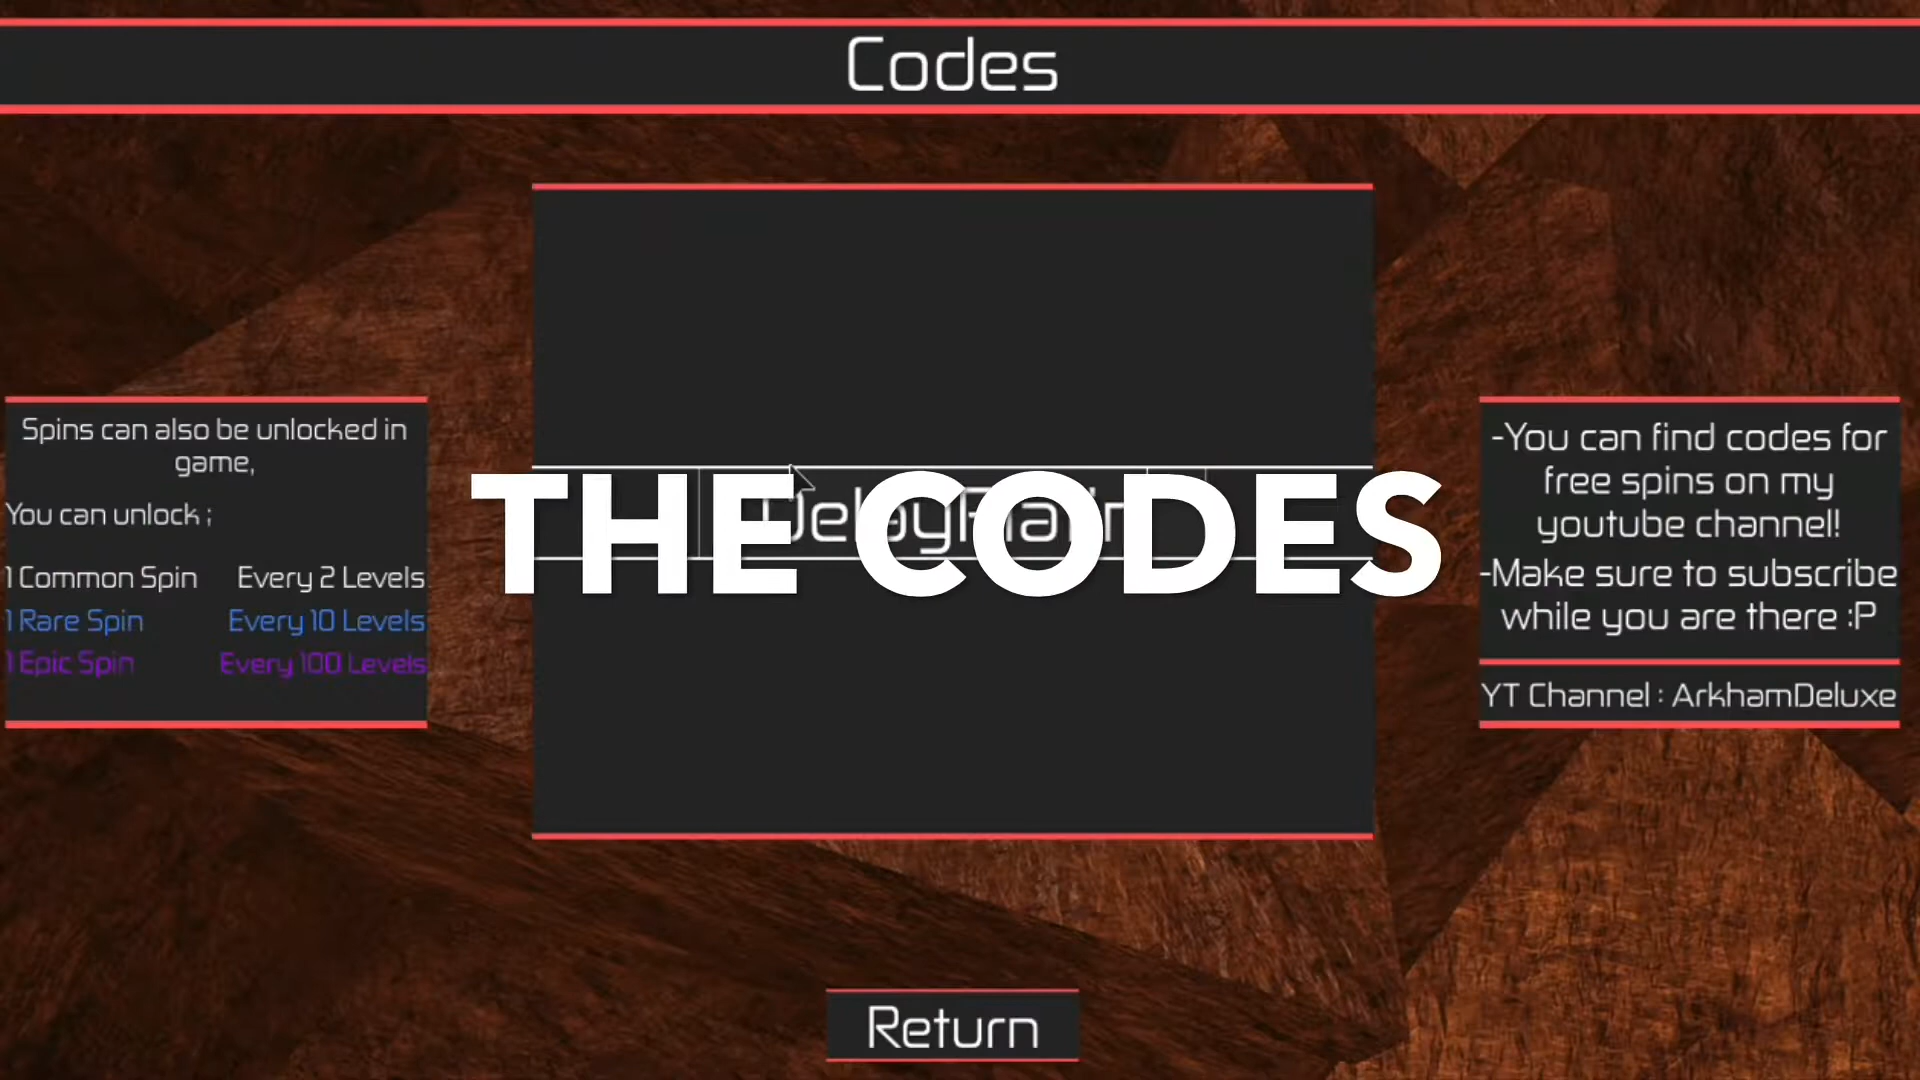 Codes
Spins can also be unlocked in
game,
You can unlock ;
1 Common Spin Every 2 Levels
1 Rare Spin Every 10 Levels
1 Epic Spin Every 100 Levels
THE CODES
-You can find codes for
free spins on my
youtube channel!
-Make sure to subscribe
while you are there :P
YT Channel : ArkhamDeluxe
Return